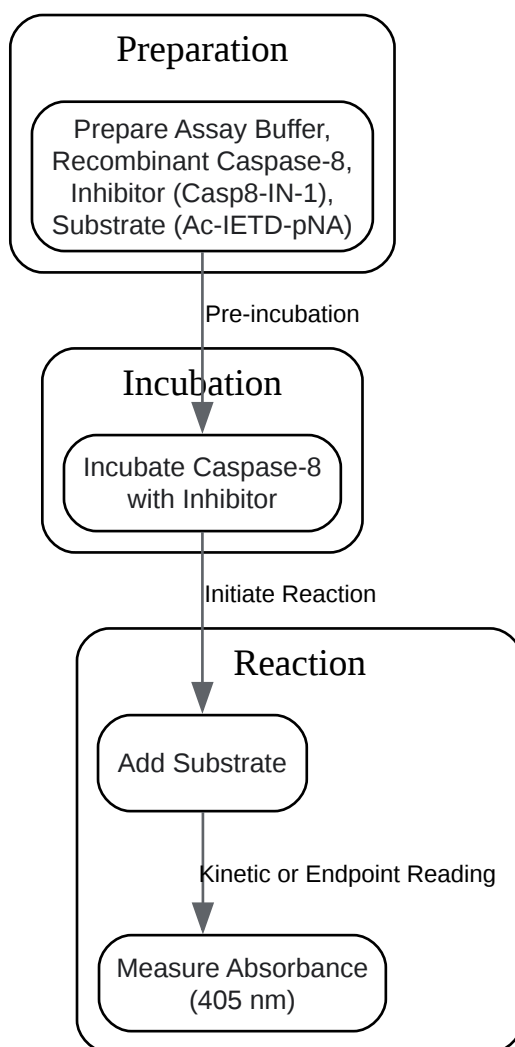 Preparation
Prepare Assay Buffer,
Recombinant Caspase-8,
Inhibitor (Casp8-IN-1),
Substrate (Ac-IETD-pNA)
Pre-incubation
Incubation
Incubate Caspase-8
with Inhibitor
Initiate Reaction
Reaction
Add Substrate
Kinetic or Endpoint Reading
Measure Absorbance
(405 nm)